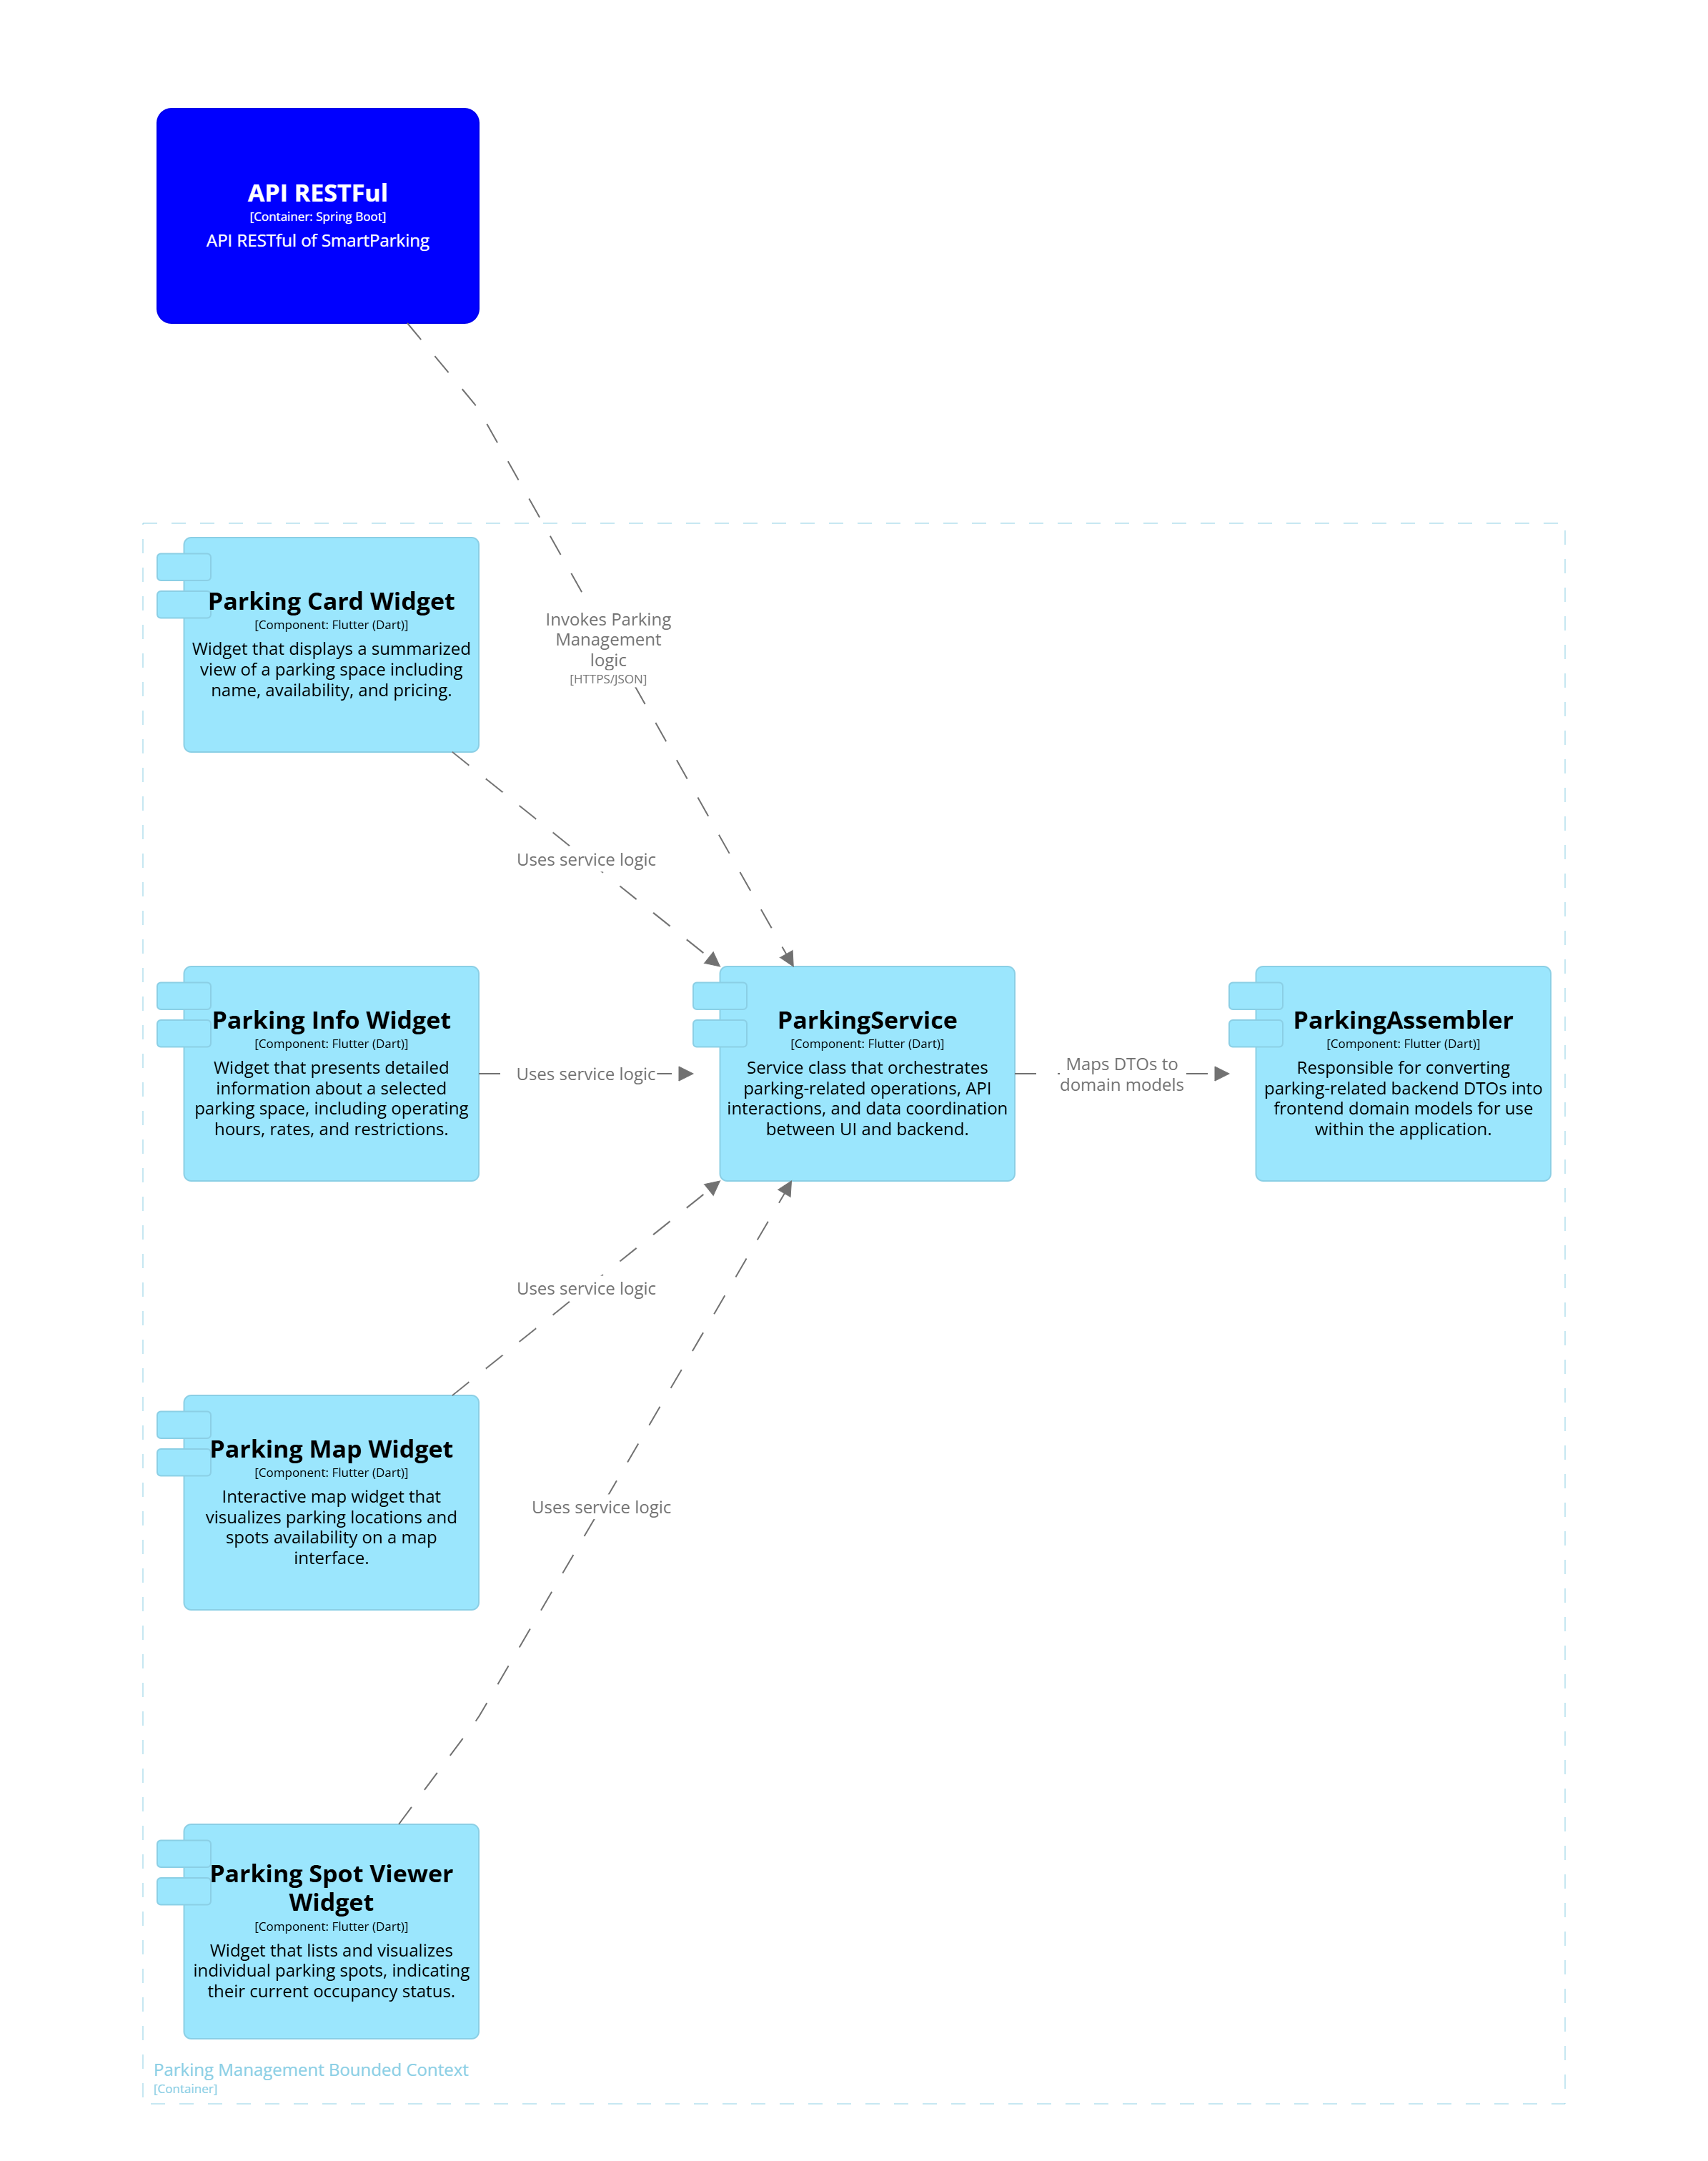 API RESTFul
[Container: Spring Boot]
API RESTful of SmartParking
Parking Card Widget
[Component: Flutter (Dart)]
Widget that displays a summarized
view of a parking space including
name, availability, and pricing.
Invokes Parking
Management
logic
[HTTPS/JSON]
Uses service logic
Parking Info Widget
[Component: Flutter (Dart)]
Widget that presents detailed
information about a selected
parking space, including operating
hours, rates, and restrictions.
Uses service logic
ParkingService
[Component: Flutter (Dart)]
Service class that orchestrates
parking-related operations, API
interactions, and data coordination
between UI and backend.
Maps DTOs to
domain models
ParkingAssembler
[Component: Flutter (Dart)]
Responsible for converting
parking-related backend DTOs into
frontend domain models for use
within the application.
Uses service logic
Parking Map Widget
[Component: Flutter (Dart)]
Interactive map widget that
visualizes parking locations and
spots availability on a map
interface.
Uses service logic
Parking Spot Viewer
Widget
[Component: Flutter (Dart)]
Widget that lists and visualizes
individual parking spots, indicating
their current occupancy status.
Parking Management Bounded Context
[Container]